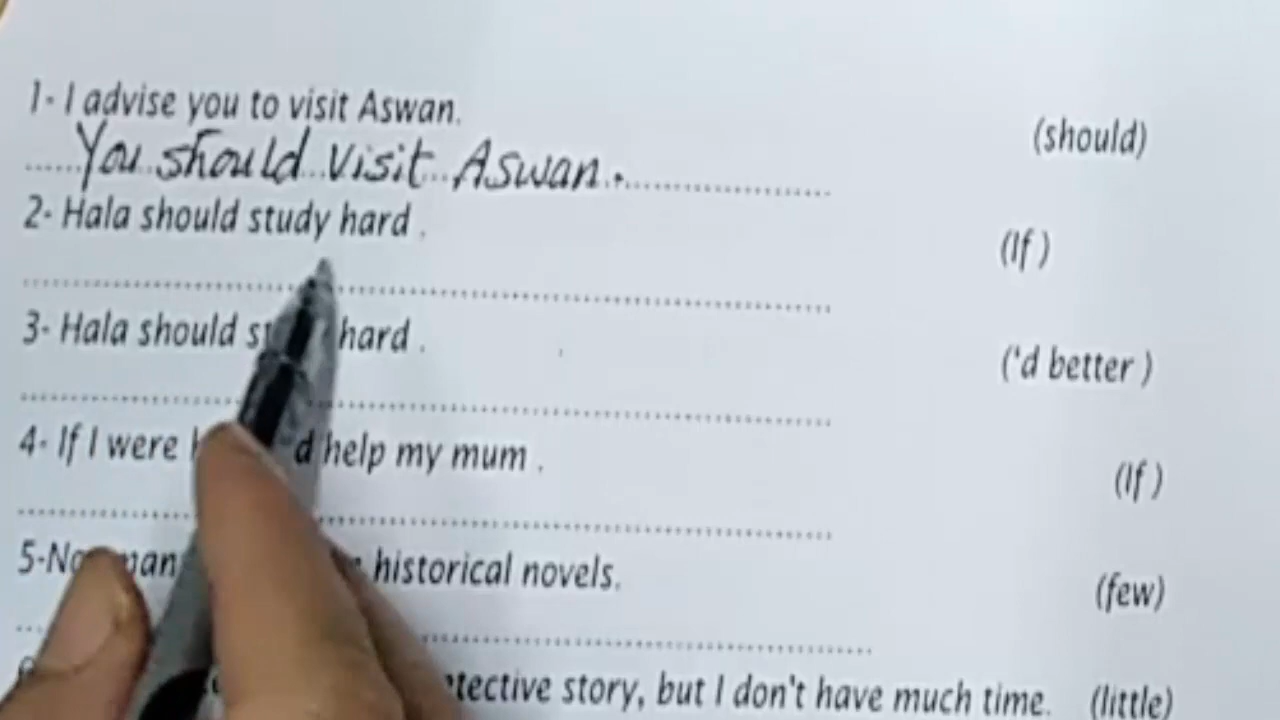 1- I advise you to visit Aswan. (should)
You should visit Aswan.
2- Hala should study hard . (If )
3- Hala should hard . ('d better )
4- If I were help my mum . (If )
historical novels. (few)
story, but I don't have much time. (little)